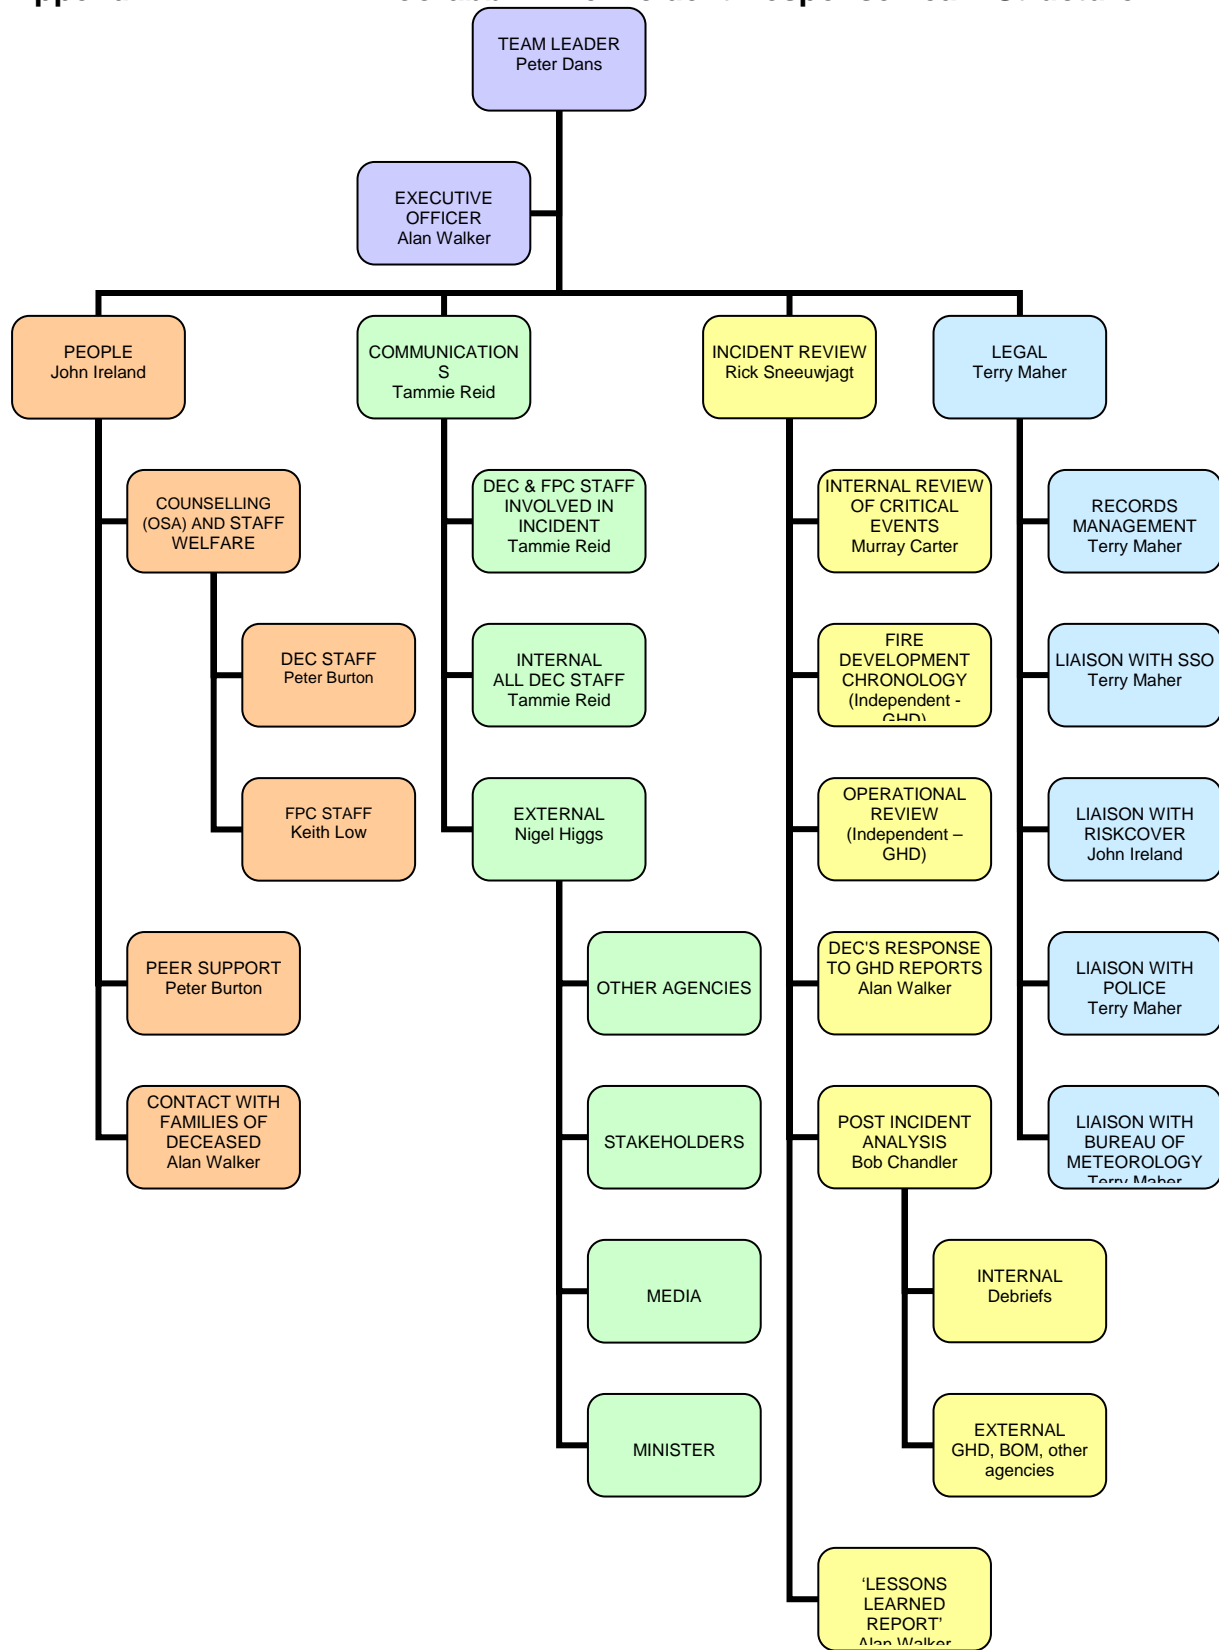 TEAM LEADER
Peter Dans
EXECUTIVE
OFFICER
Alan Walker
PEOPLE
John Ireland
COMMUNICATION
S
Tammie Reid
INCIDENT REVIEW
Rick Sneeuwjagt
LEGAL
Terry Maher
COUNSELLING
(OSA) AND STAFF
WELFARE
DEC & FPC STAFF
INVOLVED IN
INCIDENT
Tammie Reid
INTERNAL REVIEW
OF CRITICAL
EVENTS
Murray Carter
RECORDS
MANAGEMENT
Terry Maher
DEC STAFF
Peter Burton
INTERNAL
ALL DEC STAFF
Tammie Reid
FIRE
DEVELOPMENT
CHRONOLOGY
(Independent -
GHD)
LIAISON WITH SSO
Terry Maher
FPC STAFF
Keith Low
EXTERNAL
Nigel Higgs
OPERATIONAL
REVIEW
(Independent –
GHD)
LIAISON WITH
RISKCOVER
John Ireland
PEER SUPPORT
Peter Burton
OTHER AGENCIES
DEC'S RESPONSE
TO GHD REPORTS
Alan Walker
LIAISON WITH
POLICE
Terry Maher
CONTACT WITH
FAMILIES OF
DECEASED
Alan Walker
STAKEHOLDERS
POST INCIDENT
ANALYSIS
Bob Chandler
LIAISON WITH
BUREAU OF
METEOROLOGY
Terry Maher
MEDIA
INTERNAL
Debriefs
MINISTER
EXTERNAL
GHD, BOM, other
agencies
‘LESSONS
LEARNED
REPORT’
Alan Walker